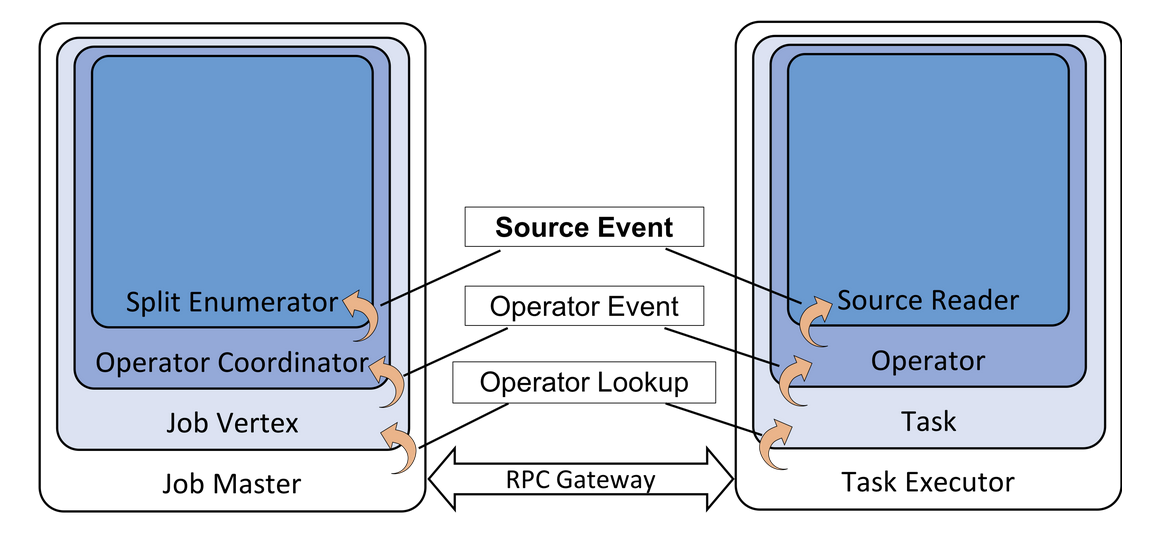 Source Event
Split Enumerator
Source Reader
Operator Event
Operator Coordinator
Operator
Operator Lookup
Job Vertex
Task
Job Master
RPC Gateway
Task Executor